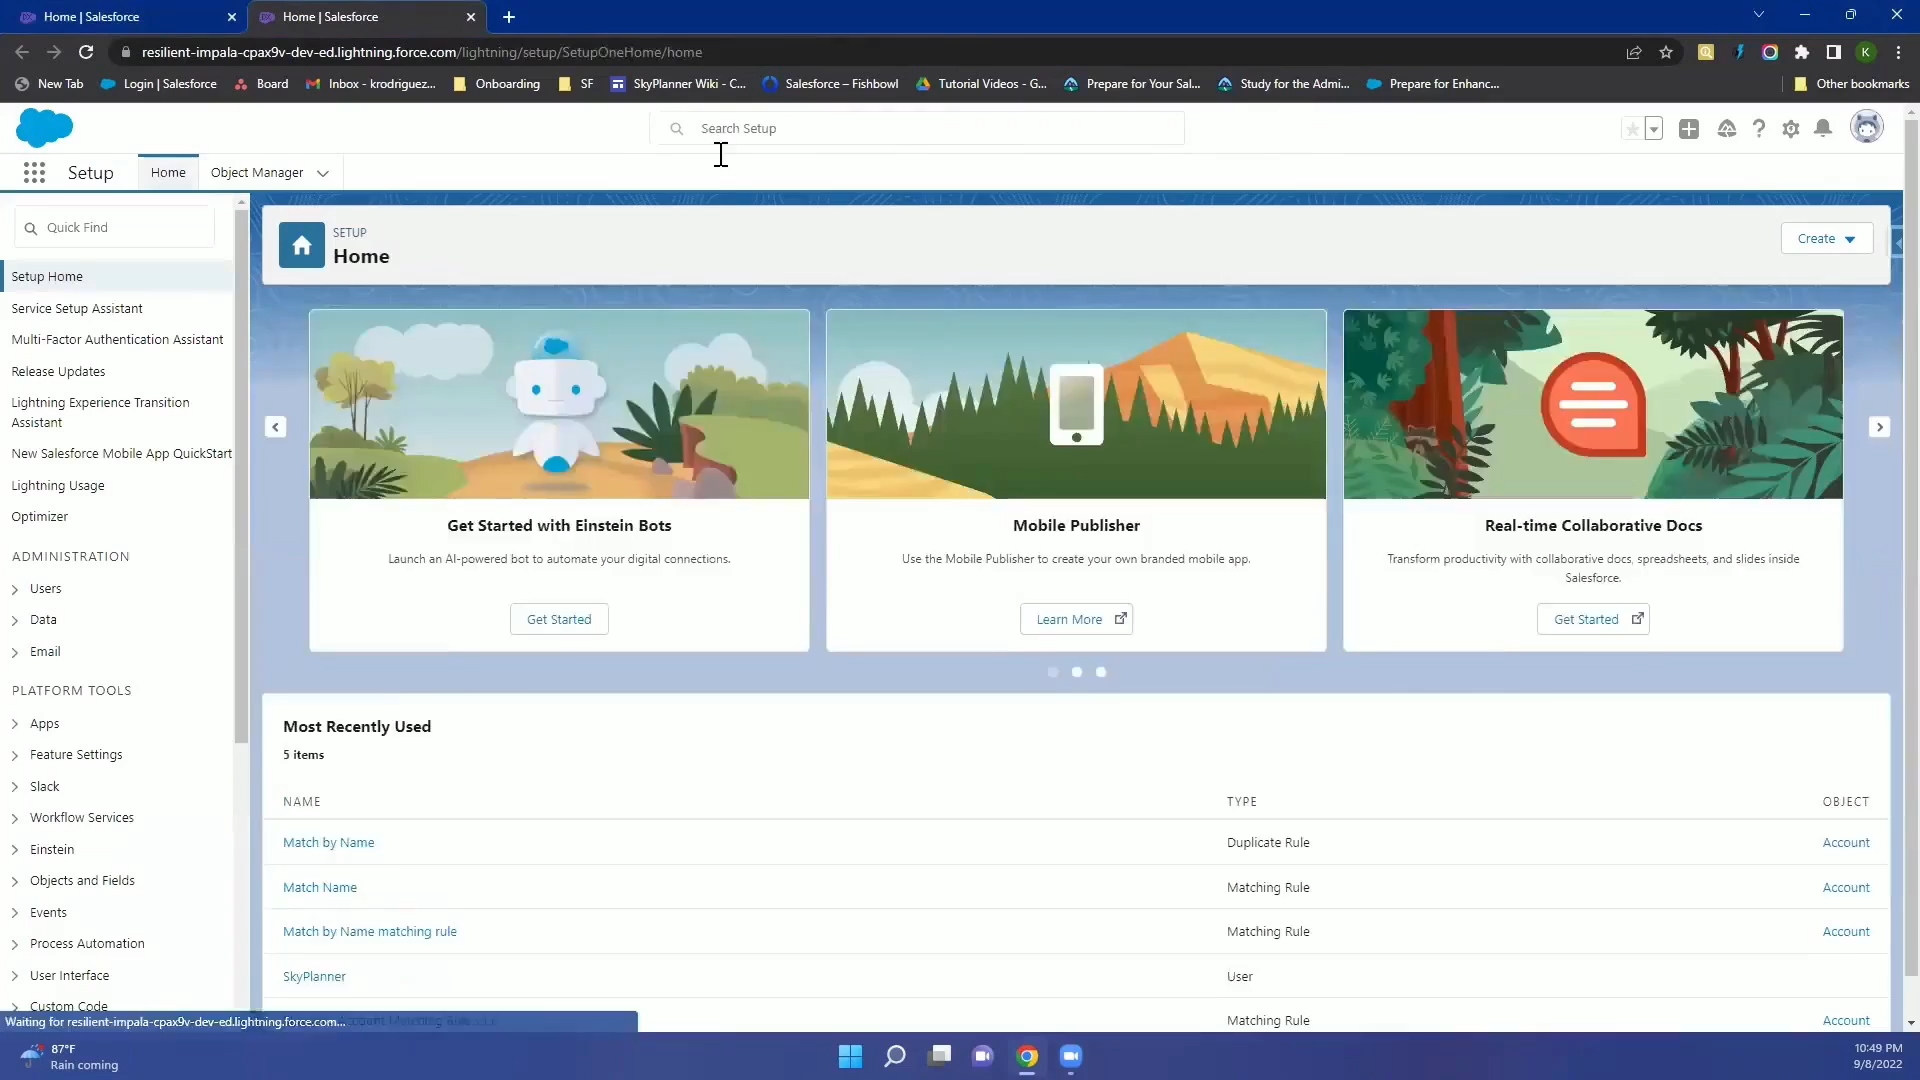 Home | Salesforce
Home | Salesforce
resilient-impala-cpax9v-dev-ed.lightning.force.com/lightning/setup/SetupOneHome/home
K
New Tab
Login | Salesforce
Board
Inbox - krodriguez...
Onboarding
SF
SkyPlanner Wiki - C...
Salesforce – Fishbowl
Tutorial Videos - G...
Prepare for Your Sal...
Study for the Admi...
Prepare for Enhanc...
Other bookmarks
Search Setup
Setup
Home
Object Manager
Quick Find
Setup Home
Service Setup Assistant
Multi-Factor Authentication Assistant
Release Updates
Lightning Experience Transition
Assistant
New Salesforce Mobile App QuickStart
Lightning Usage
Optimizer
ADMINISTRATION
Users
Data
Email
PLATFORM TOOLS
Apps
Feature Settings
Slack
Workflow Services
Einstein
Objects and Fields
Events
Process Automation
User Interface
Custom Code
SETUP
Home
Create
Get Started with Einstein Bots
Launch an AI-powered bot to automate your digital connections.
Get Started
Mobile Publisher
Use the Mobile Publisher to create your own branded mobile app.
Learn More
Real-time Collaborative Docs
Transform productivity with collaborative docs, spreadsheets, and slides inside
Salesforce.
Get Started
Most Recently Used
5 items
NAME TYPE OBJECT
Match by Name Duplicate Rule Account
Match Name Matching Rule Account
Match by Name matching rule Matching Rule Account
SkyPlanner User
Matching Rule Account
Waiting for resilient-impala-cpax9v-dev-ed.lightning.force.com...
87°F
Rain coming
10:49 PM
9/8/2022